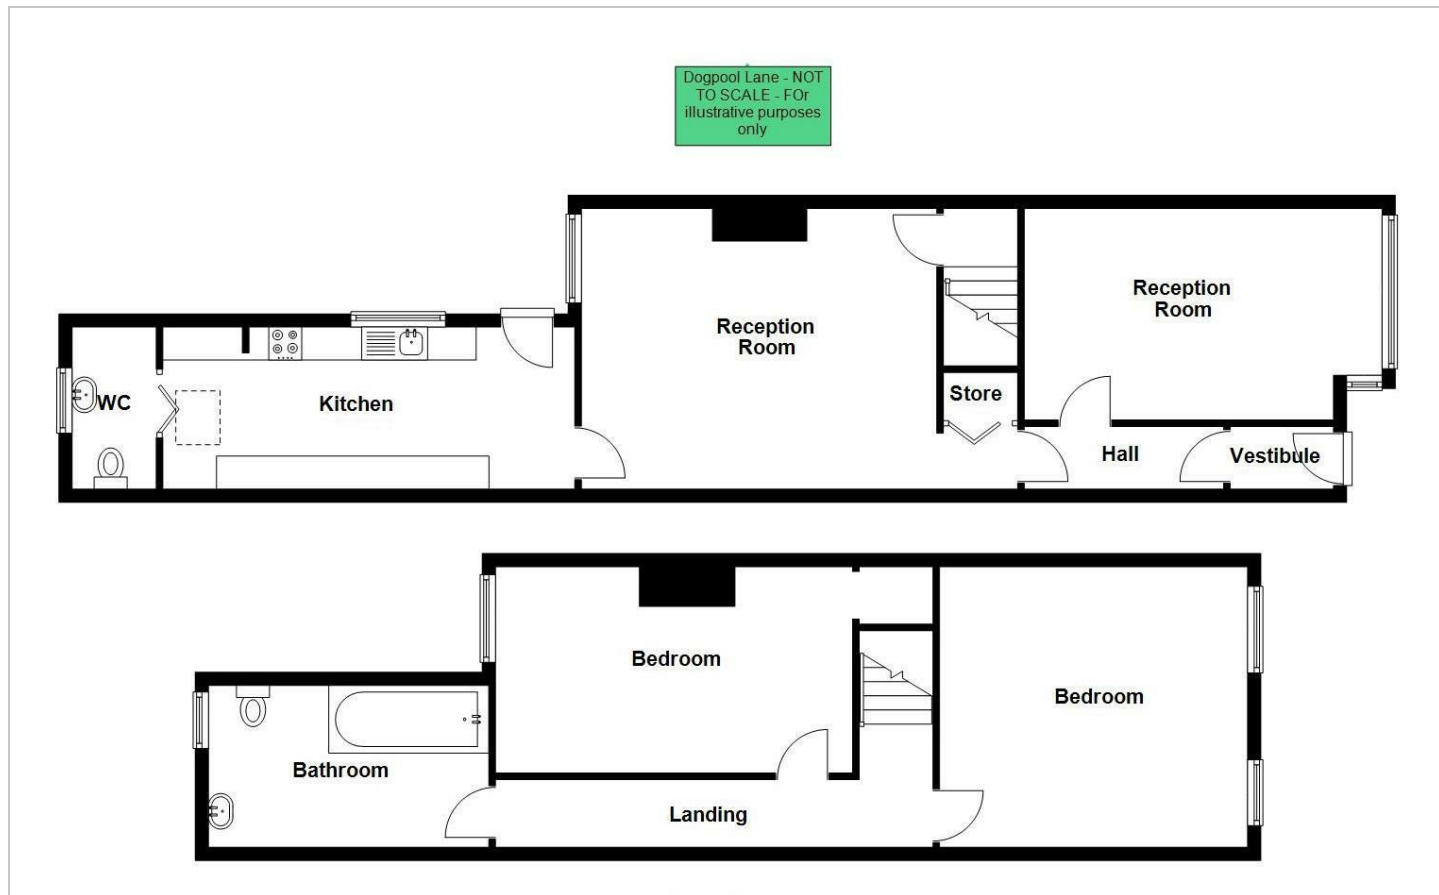 Dogpool Lane - NOT
TO SCALE - FOr
illustrative purposes
only
Reception
Room
Reception
Room
WC
Kitchen
Store
Hall
Vestibule
Bedroom
Bedroom
Bathroom
Landing